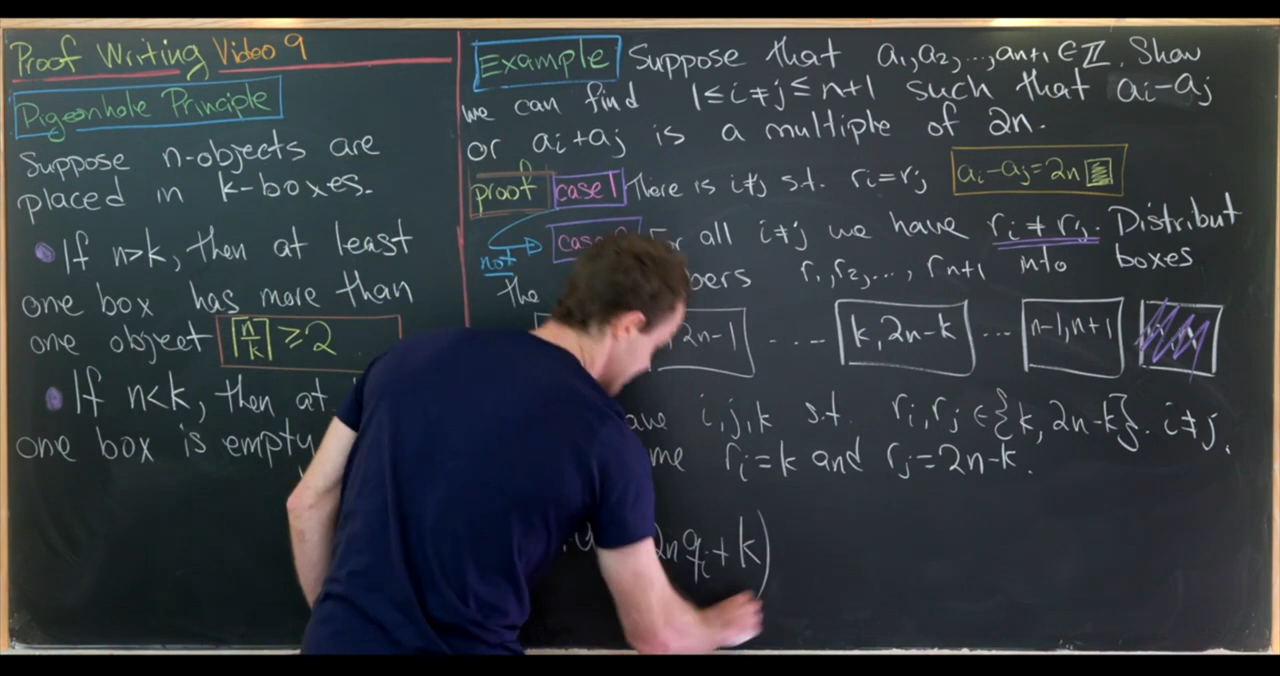 Proof Writing Video 9
Pigeonhole Principle
Suppose n-objects are
placed in k-boxes.
If n>k, then at least
one box has more than
one object ⌈n/k⌉ ≥ 2
If n<k, then at
one box is empty
Example Suppose that a₁, a₂, ..., aₙ₊₁ ∈ ℤ. Show
we can find 1≤i≠j≤n+1 such that aᵢ-aⱼ
or aᵢ+aⱼ is a multiple of 2n.
proof case 1 There is i≠j s.t. rᵢ=rⱼ aᵢ-aⱼ=2n
not case For all i≠j we have rᵢ≠rⱼ. Distribut
the bers r₁, r₂, ..., rₙ₊₁ into boxes
2n-1 ... k, 2n-k ... n-1, n+1
ave i, j, k s.t. rᵢ, rⱼ ∈ {k, 2n-k}. i≠j.
me rᵢ=k and rⱼ=2n-k.
2nqᵢ+k)